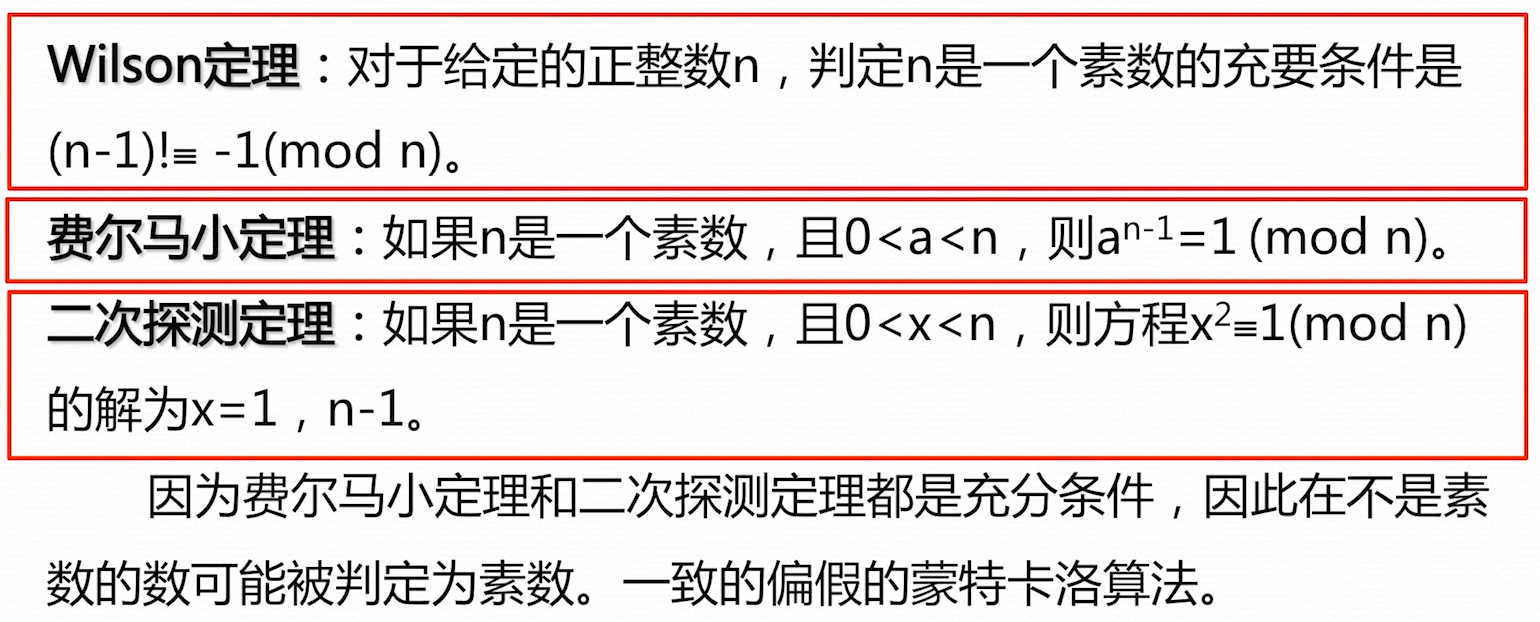 Wilson定理：对于给定的正整数n，判定n是一个素数的充要条件是
(n-1)!≡ -1(mod n)。
费尔马小定理：如果n是一个素数，且0<a<n，则aⁿ⁻¹=1 (mod n)。
二次探测定理：如果n是一个素数，且0<x<n，则方程x²≡1(mod n)
的解为x=1，n-1。
因为费尔马小定理和二次探测定理都是充分条件，因此在不是素
数的数可能被判定为素数。一致的偏假的蒙特卡洛算法。